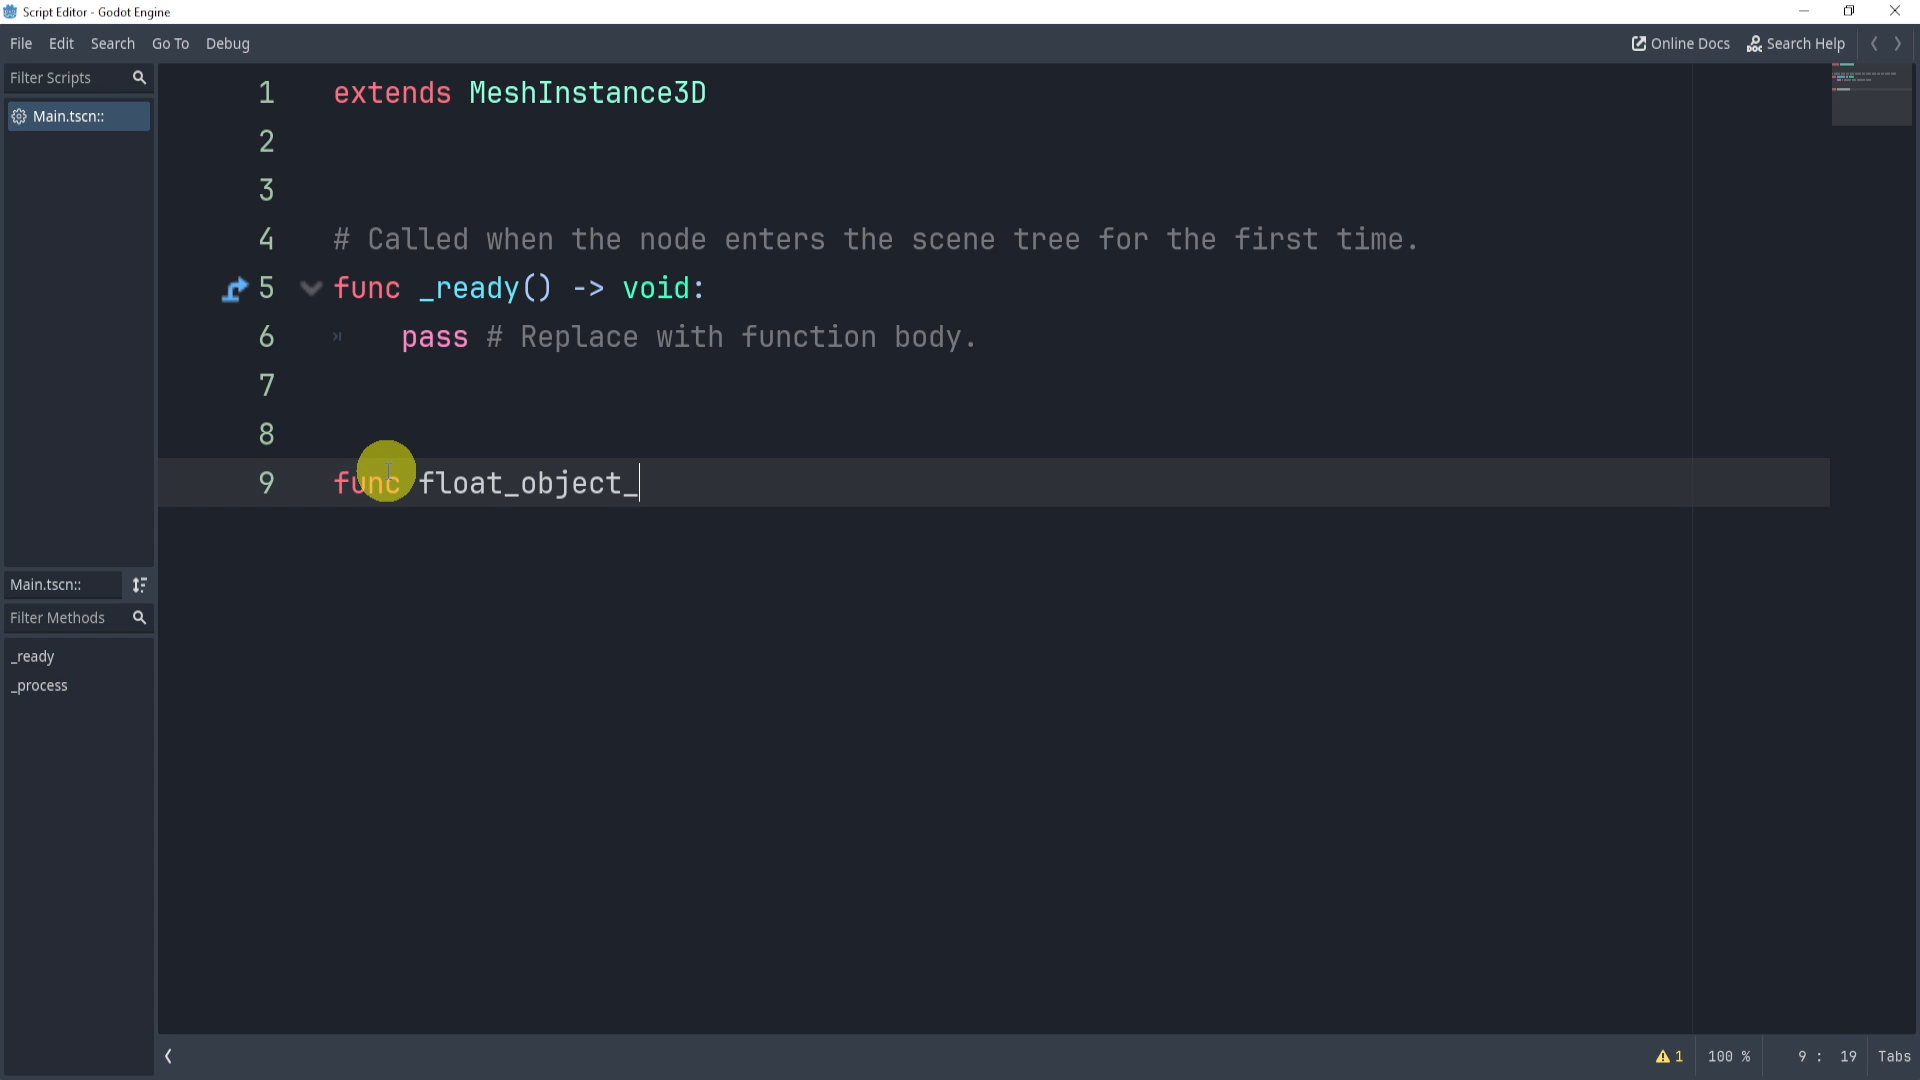 Script Editor - Godot Engine
File Edit Search Go To Debug
Online Docs Search Help
Filter Scripts
Main.tscn::
1 extends MeshInstance3D
2
3
4 # Called when the node enters the scene tree for the first time.
5 func _ready() -> void:
6 pass # Replace with function body.
7
8
9 func float_object_
Main.tscn::
Filter Methods
_ready
_process
1 100 % 9 : 19 Tabs